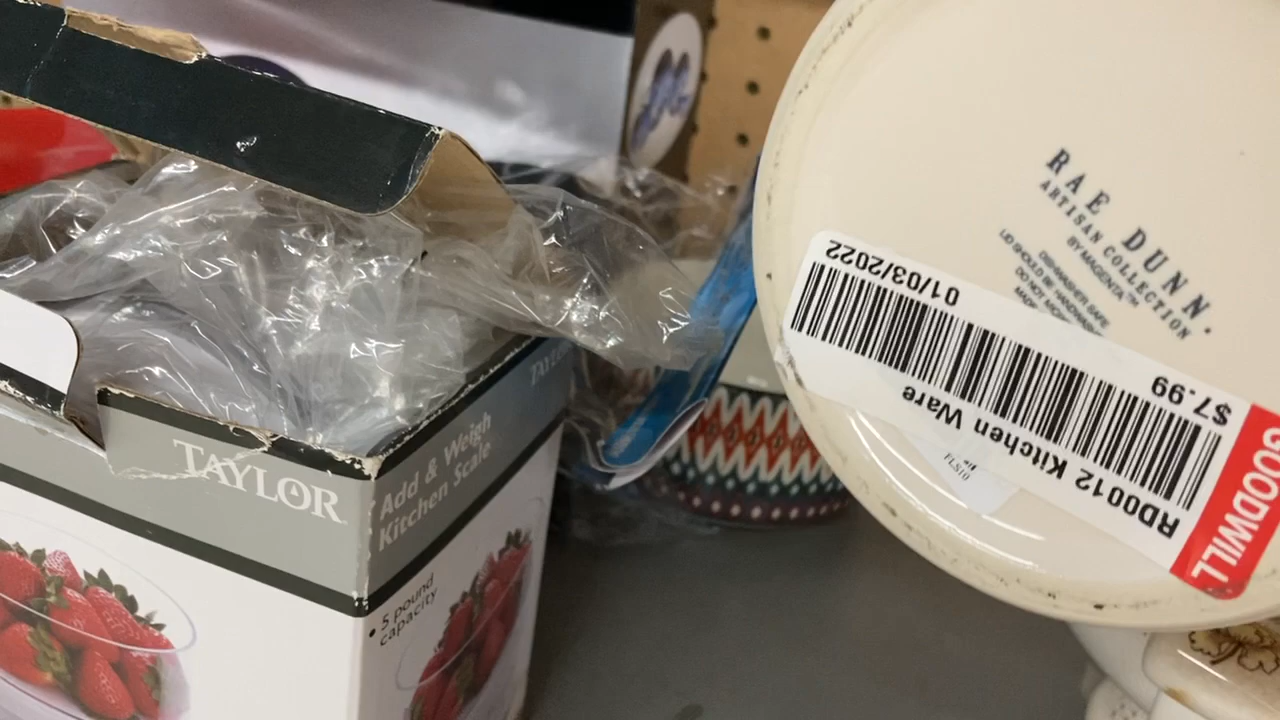 TAYLOR
Add & Weigh
Kitchen Scale
• 5 pound
capacity
RAE DUNN.
ARTISAN COLLECTION
BY MAGENTA™
DISHWASHER SAFE
01/03/2022
$7.99
RD0012 Kitchen Ware
GOODWILL